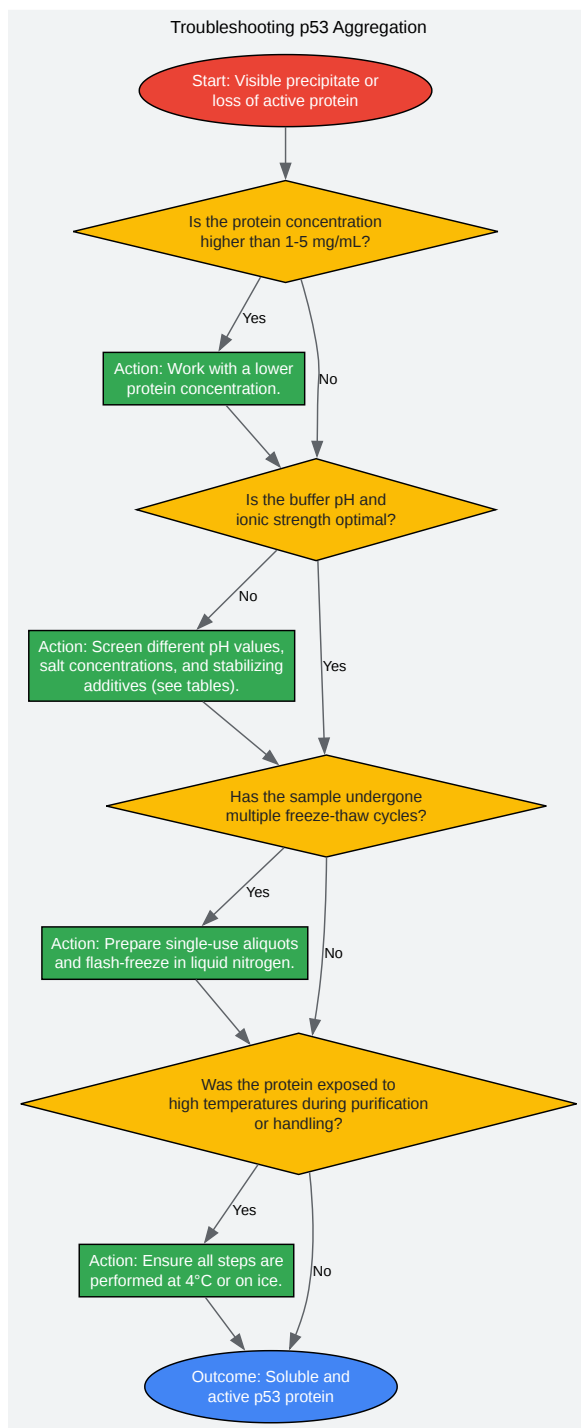 Troubleshooting p53 Aggregation
Start: Visible precipitate or
loss of active protein
Is the protein concentration
higher than 1-5 mg/mL?
Yes
Action: Work with a lower
protein concentration.
No
Is the buffer pH and
ionic strength optimal?
No
Action: Screen different pH values,
salt concentrations, and stabilizing
additives (see tables).
Yes
Has the sample undergone
multiple freeze-thaw cycles?
Yes
Action: Prepare single-use aliquots
and flash-freeze in liquid nitrogen.
No
Was the protein exposed to
high temperatures during purification
or handling?
Yes
Action: Ensure all steps are
performed at 4°C or on ice.
No
Outcome: Soluble and
active p53 protein